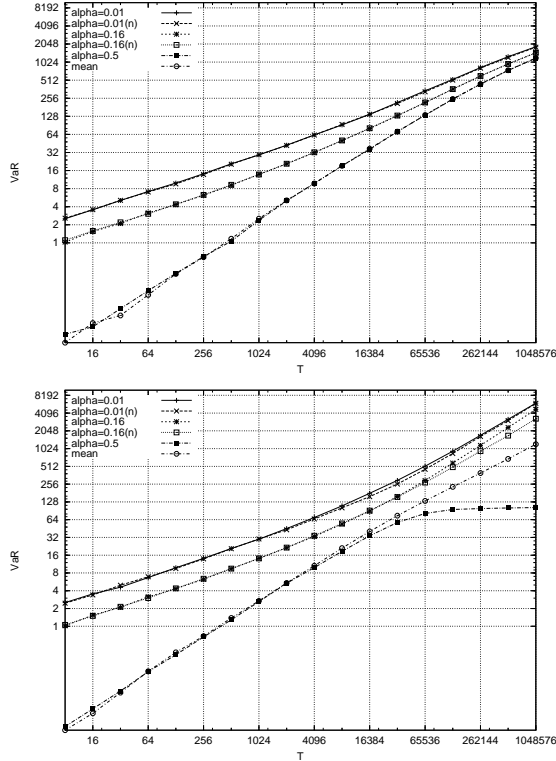 8192
4096
2048
1024
512
256
128
64
32
16
8
4
2
1
VaR
alpha=0.01
alpha=0.01(n)
alpha=0.16
alpha=0.16(n)
alpha=0.5
mean
16 64 256 1024 4096 16384 65536 262144 1048576
T
8192
4096
2048
1024
512
256
128
64
32
16
8
4
2
1
VaR
alpha=0.01
alpha=0.01(n)
alpha=0.16
alpha=0.16(n)
alpha=0.5
mean
16 64 256 1024 4096 16384 65536 262144 1048576
T